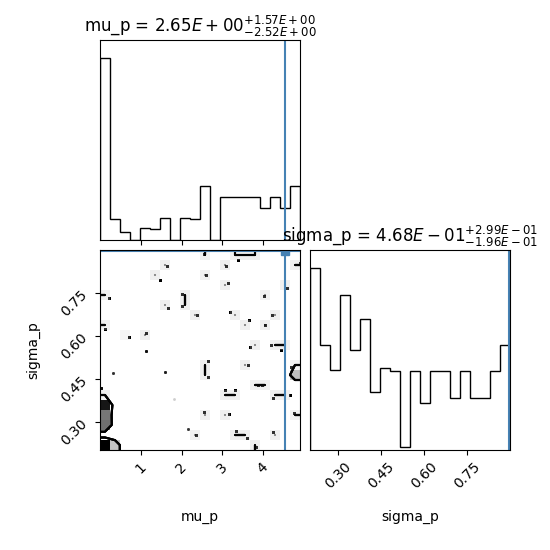 mu_p = 2.65E + 00+1.57E+00−2.52E+00
sigma_p = 4.68E − 01+2.99E−01−1.96E−01
0.75
0.60
0.45
0.30
sigma_p
1 2 3 4
mu_p
0.30 0.45 0.60 0.75
sigma_p